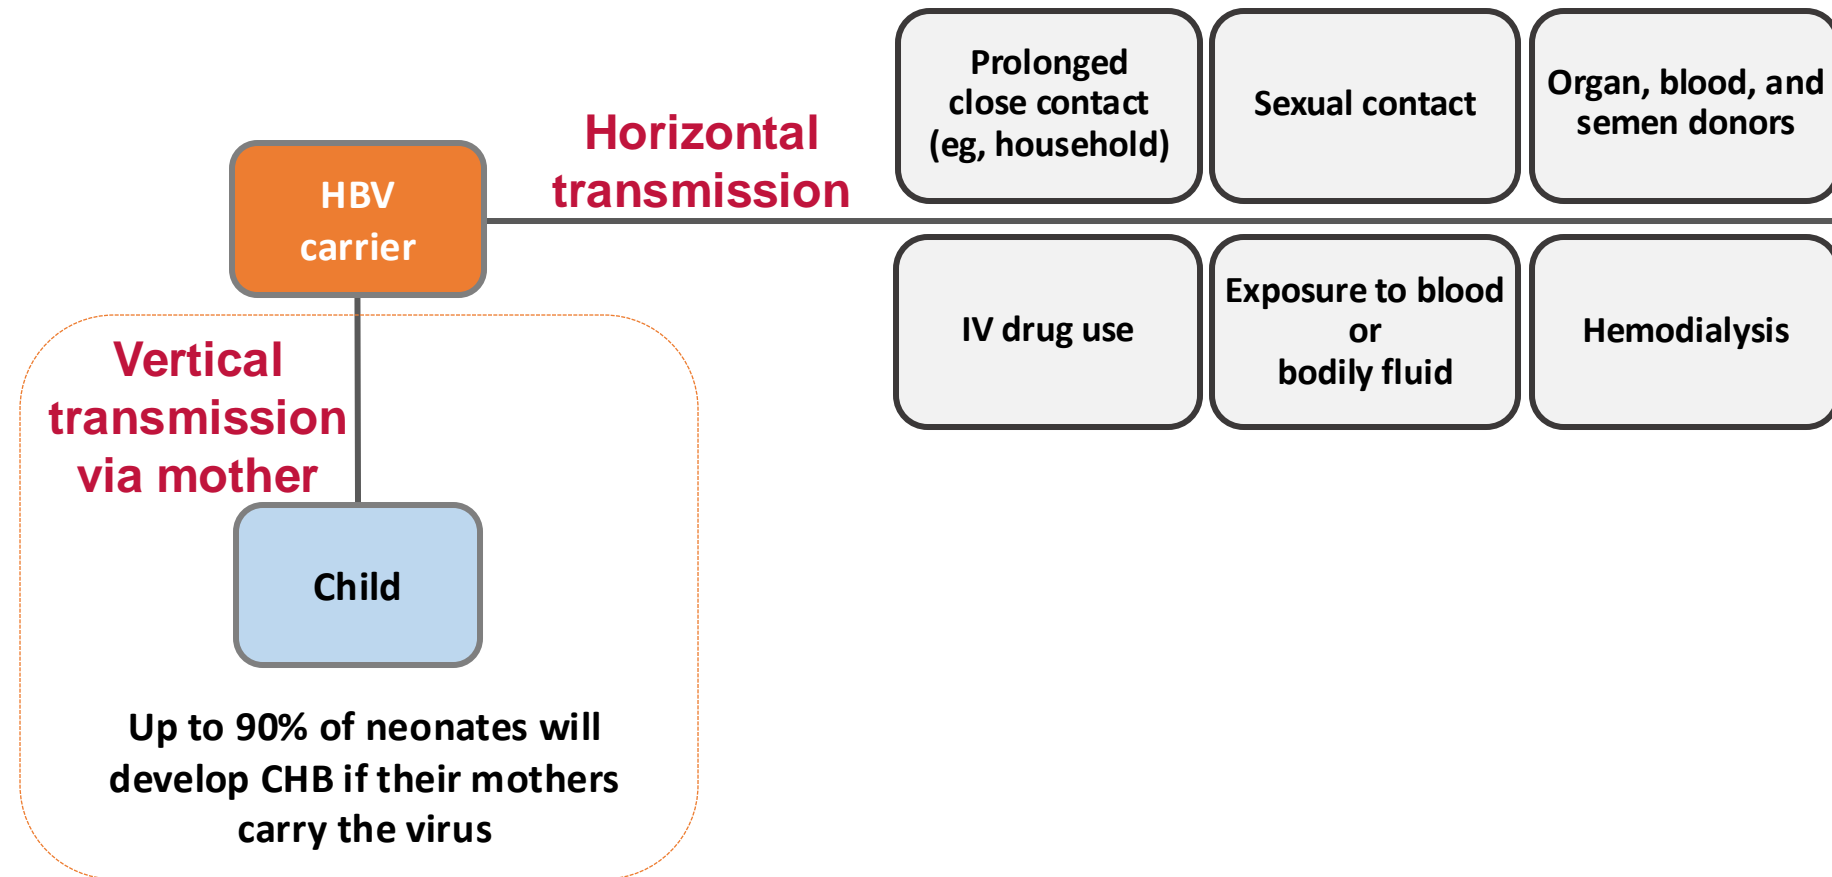 HBV
carrier
Horizontal
transmission
Prolonged
close contact
(eg, household)
Sexual contact
Organ, blood, and
semen donors
IV drug use
Exposure to blood
or
bodily fluid
Hemodialysis
Vertical
transmission
via mother
Child
Up to 90% of neonates will
develop CHB if their mothers
carry the virus